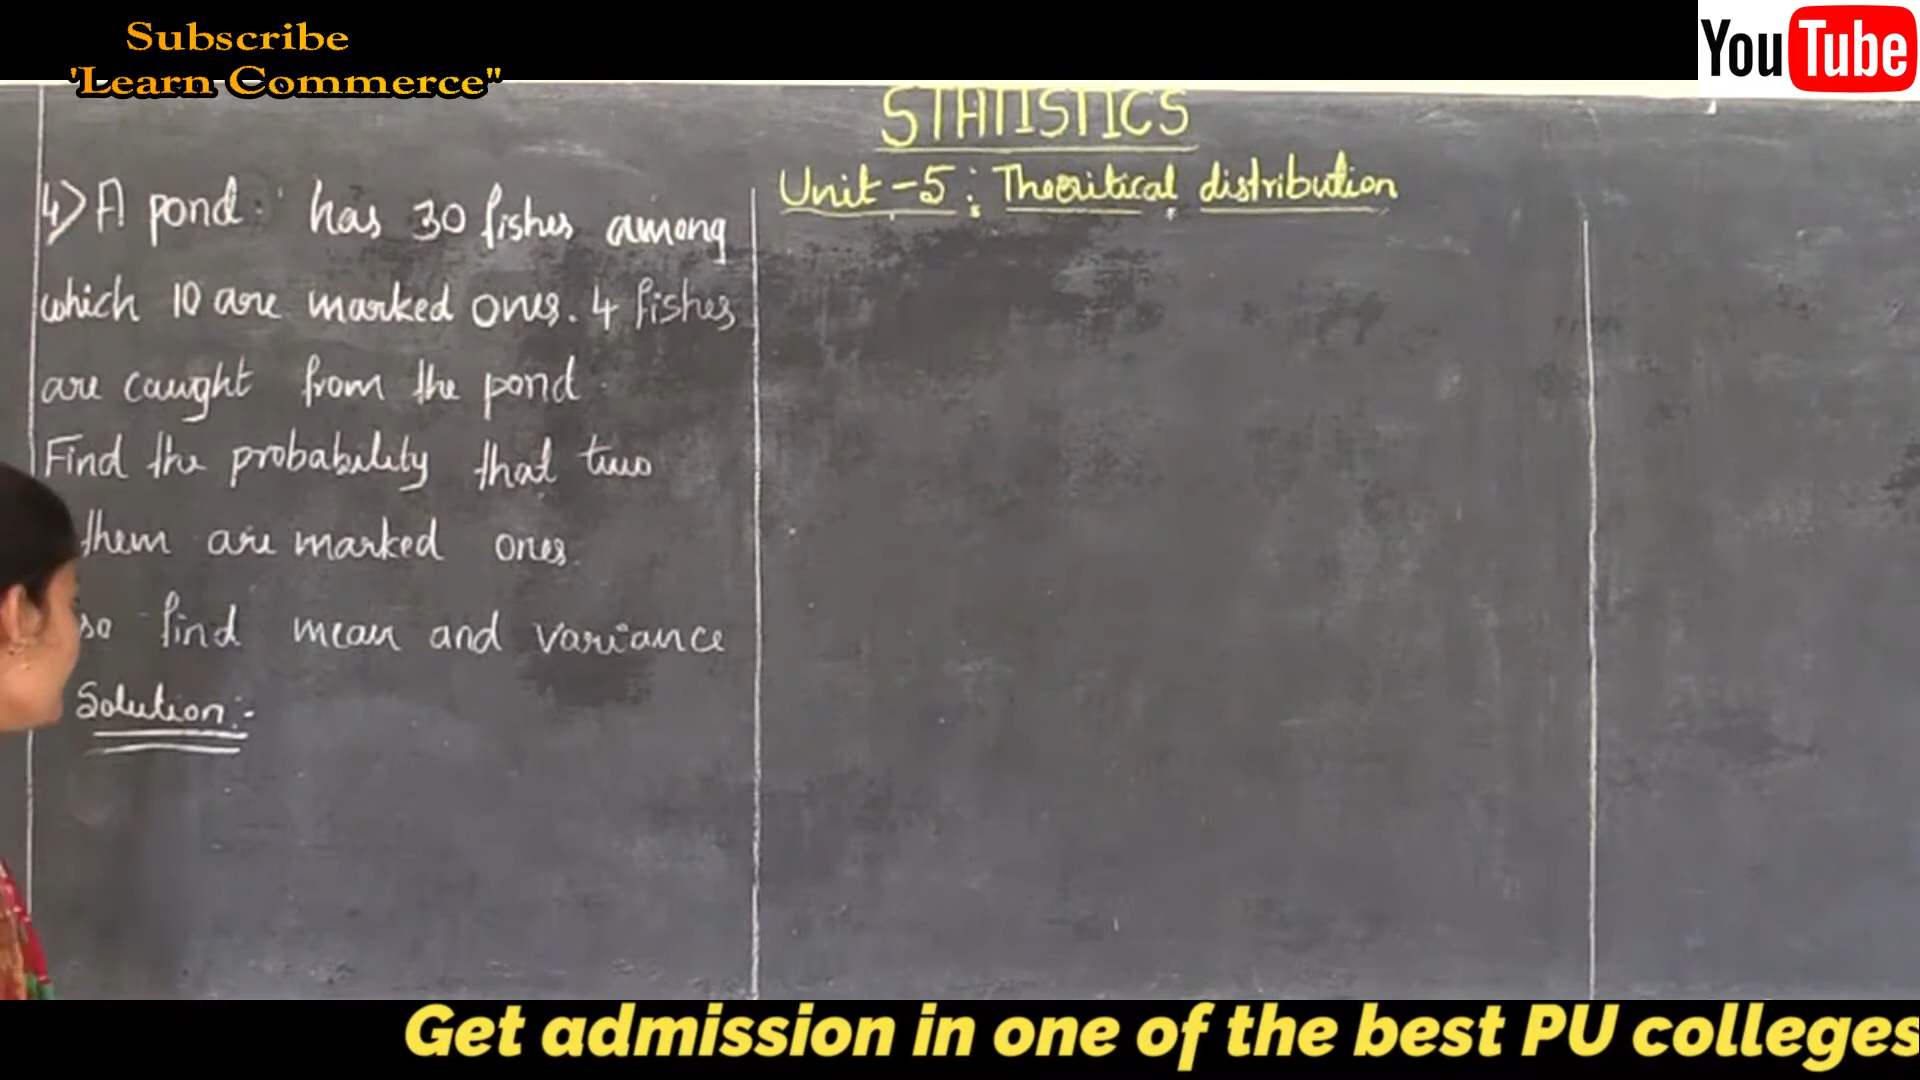 Subscribe
'Learn Commerce"
YouTube
STATISTICS
Unit-5: Theoritical distribution
4) A pond has 30 fishes among
which 10 are marked ones. 4 fishes
are caught from the pond
Find the probability that two
them are marked ones.
so find mean and variance
Solution:-
Get admission in one of the best PU colleges